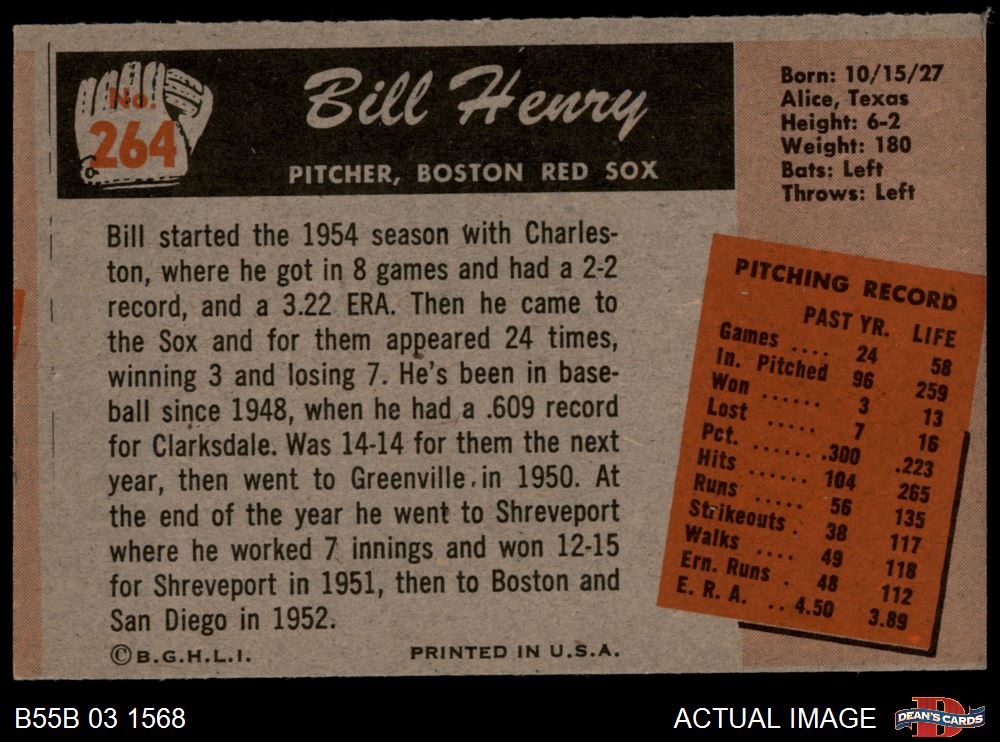 No.
264
Bill Henry
PITCHER, BOSTON RED SOX
Born: 10/15/27
Alice, Texas
Height: 6-2
Weight: 180
Bats: Left
Throws: Left
Bill started the 1954 season with Charles-
ton, where he got in 8 games and had a 2-2
record, and a 3.22 ERA. Then he came to
the Sox and for them appeared 24 times,
winning 3 and losing 7. He's been in base-
ball since 1948, when he had a .609 record
for Clarksdale. Was 14-14 for them the next
year, then went to Greenville, in 1950. At
the end of the year he went to Shreveport
where he worked 7 innings and won 12-15
for Shreveport in 1951, then to Boston and
San Diego in 1952.
©B.G.H.L.I. PRINTED IN U.S.A.
PITCHING RECORD
PAST YR. LIFE
Games .... 24 58
In. Pitched 96 259
Won ...... 3 13
Lost ..... 7 16
Pct. ...... .300 .223
Hits ...... 104 265
Runs ..... 56 135
Strikeouts . 38 117
Walks .... 49 118
Ern. Runs . 48 112
E. R. A. .. 4.50 3.89
B55B 03 1568
ACTUAL IMAGE
D
DEAN'S CARDS